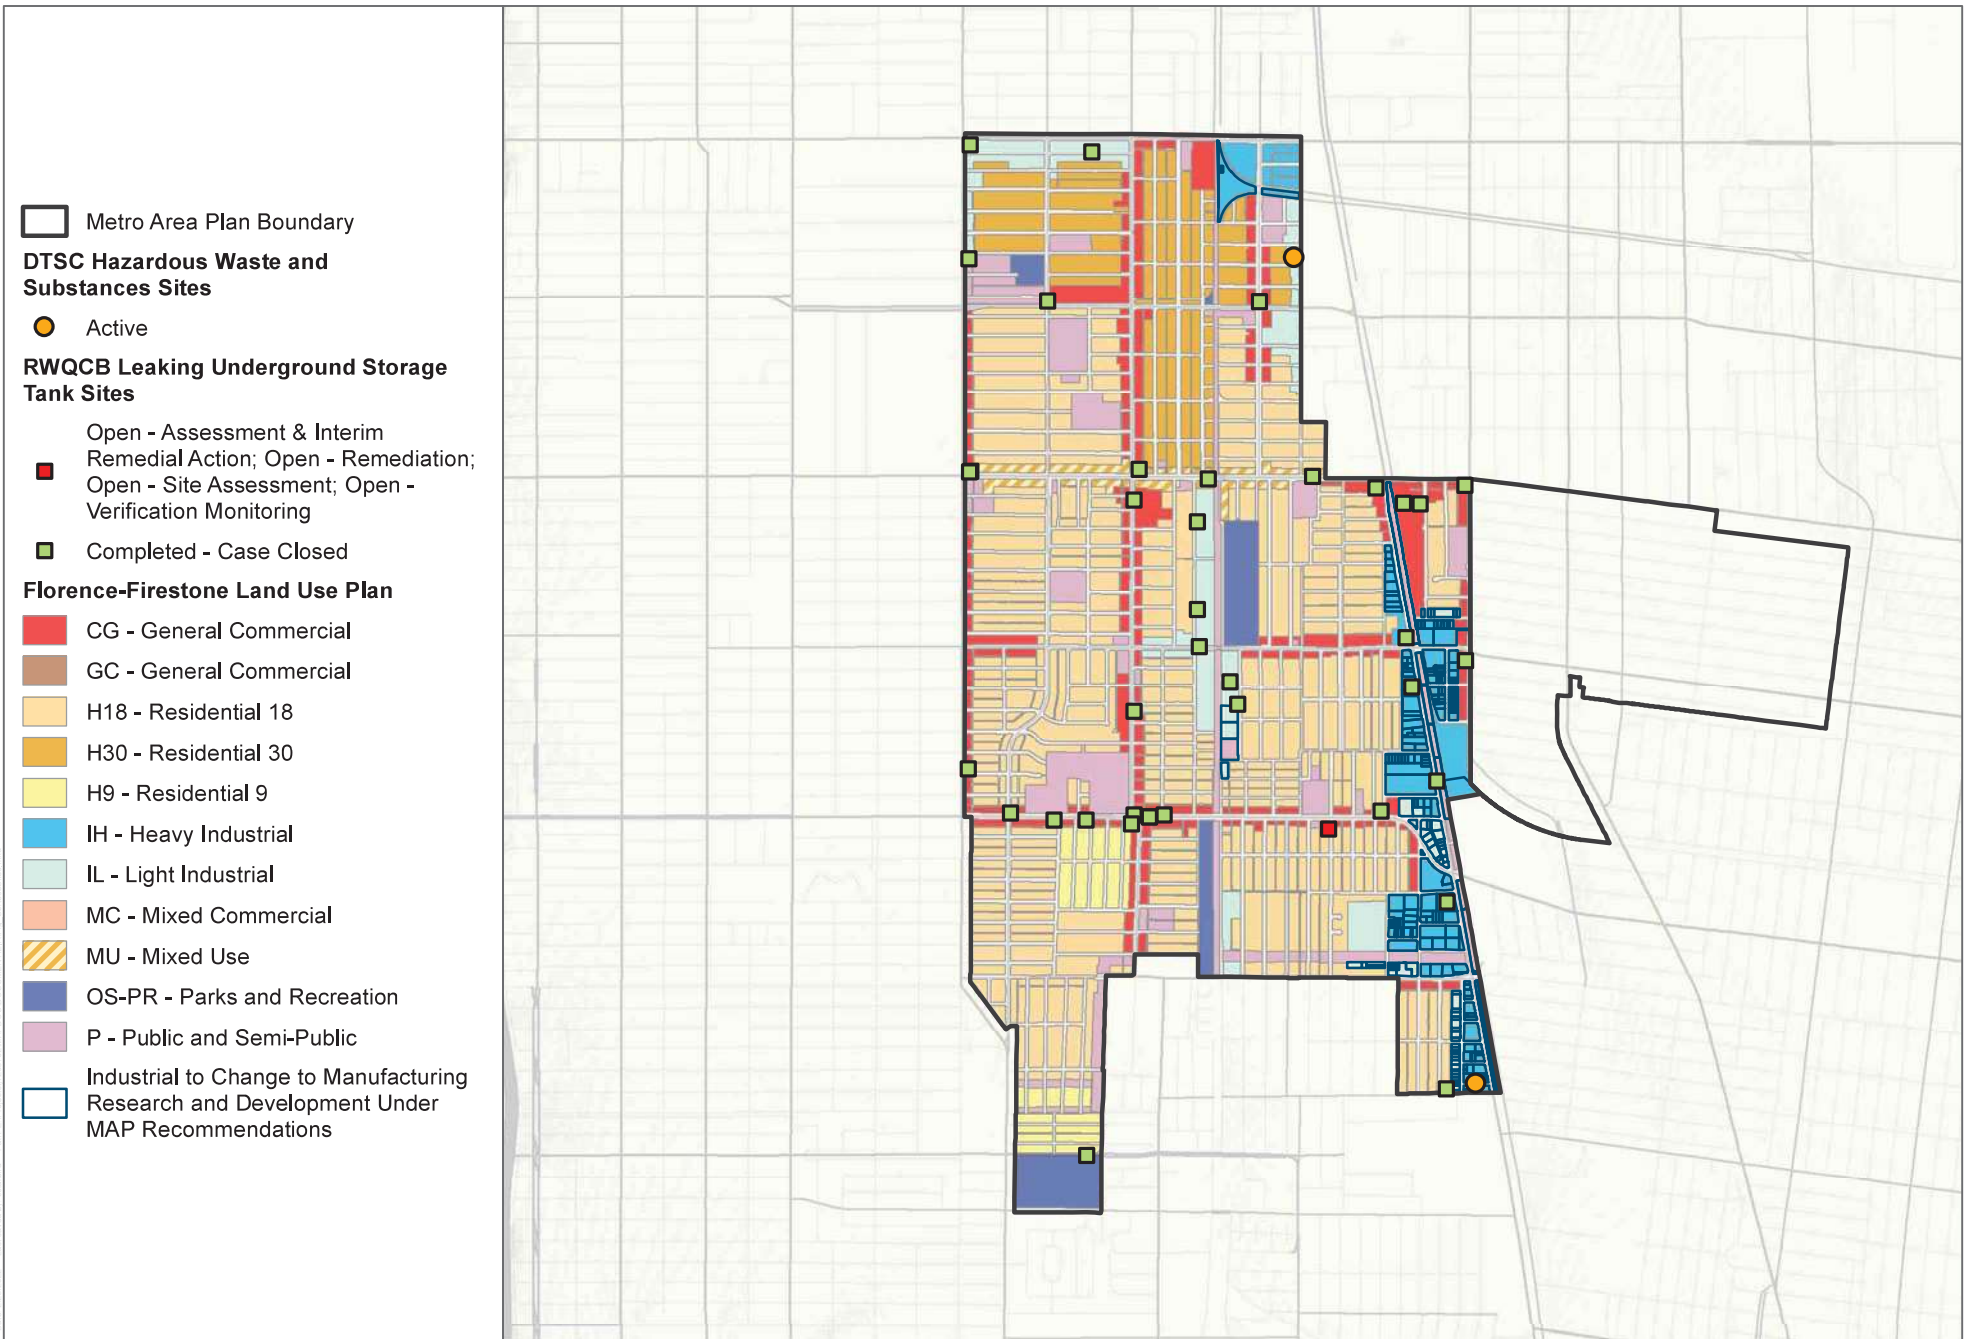 Metro Area Plan Boundary
DTSC Hazardous Waste and
Substances Sites
Active
RWQCB Leaking Underground Storage
Tank Sites
Open - Assessment & Interim
Remedial Action; Open - Remediation;
Open - Site Assessment; Open -
Verification Monitoring
Completed - Case Closed
Florence-Firestone Land Use Plan
CG - General Commercial
GC - General Commercial
H18 - Residential 18
H30 - Residential 30
H9 - Residential 9
IH - Heavy Industrial
IL - Light Industrial
MC - Mixed Commercial
MU - Mixed Use
OS-PR - Parks and Recreation
P - Public and Semi-Public
Industrial to Change to Manufacturing
Research and Development Under
MAP Recommendations